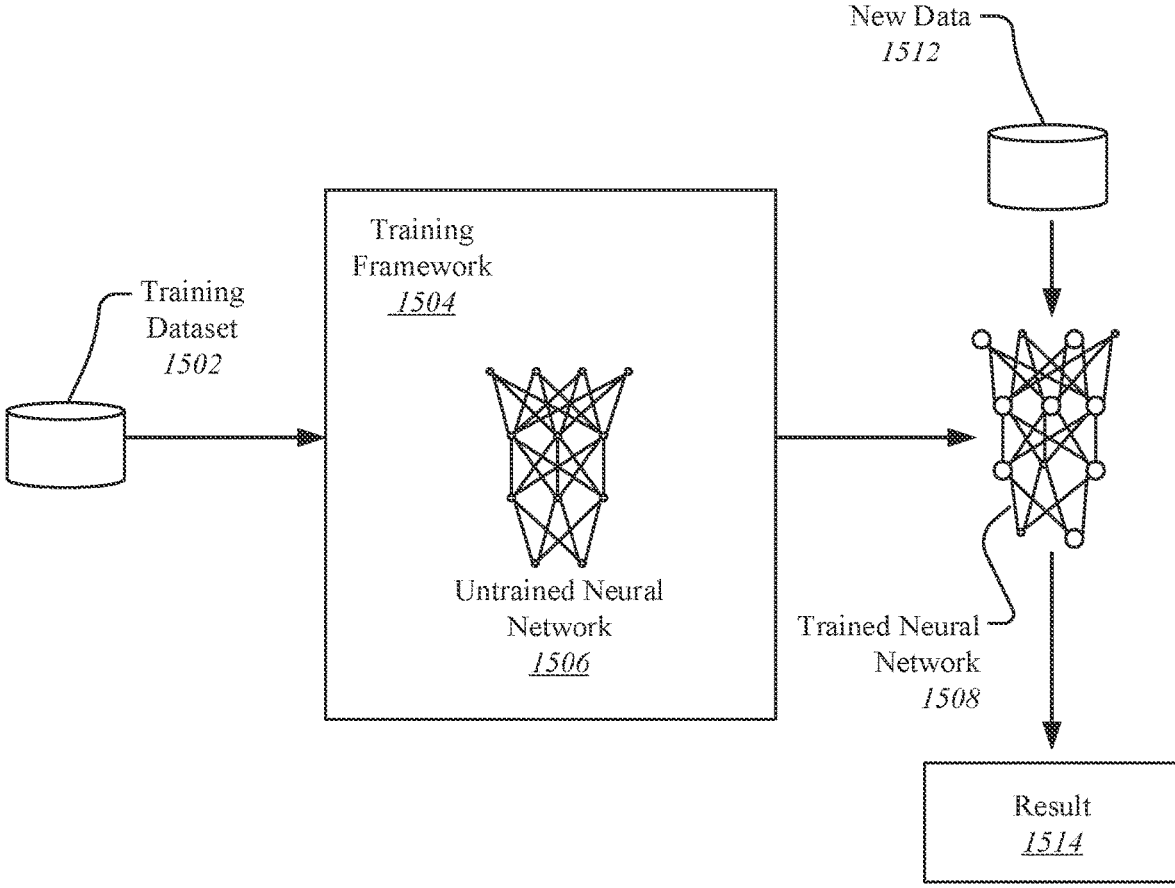 New Data
1512
Training
Framework
1504
Training
Dataset
1502
Untrained Neural
Network
1506
Trained Neural
Network
1508
Result
1514